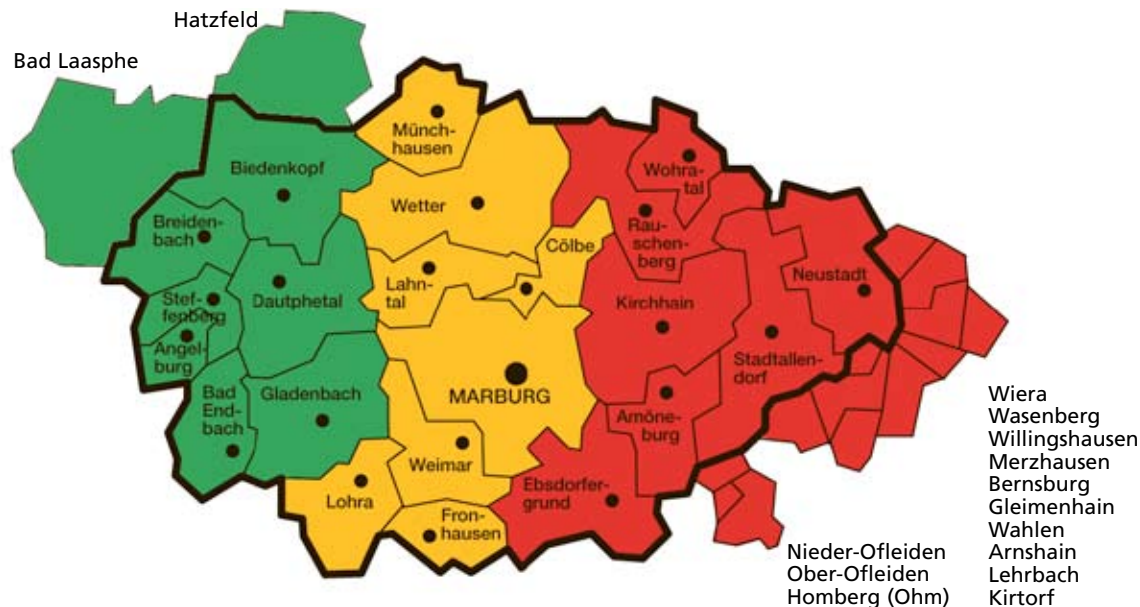 Hatzfeld
Bad Laasphe
Münch-
hausen
Biedenkopf
Wohra-
tal
Wetter
Breiden-
bach
Rau-
schen-
berg
Cölbe
Lahn-
tal
Neustadt
Stef-
fenberg
Dautphetal
Kirchhain
Angel-
burg
Stadtallen-
dorf
Bad
End-
bach
Gladenbach
MARBURG
Amöne-
burg
Weimar
Lohra
Ebsdorfer-
grund
Fron-
hausen
Wiera
Wasenberg
Willingshausen
Merzhausen
Bernsburg
Gleimenhain
Wahlen
Arnshain
Lehrbach
Kirtorf
Nieder-Ofleiden
Ober-Ofleiden
Homberg (Ohm)